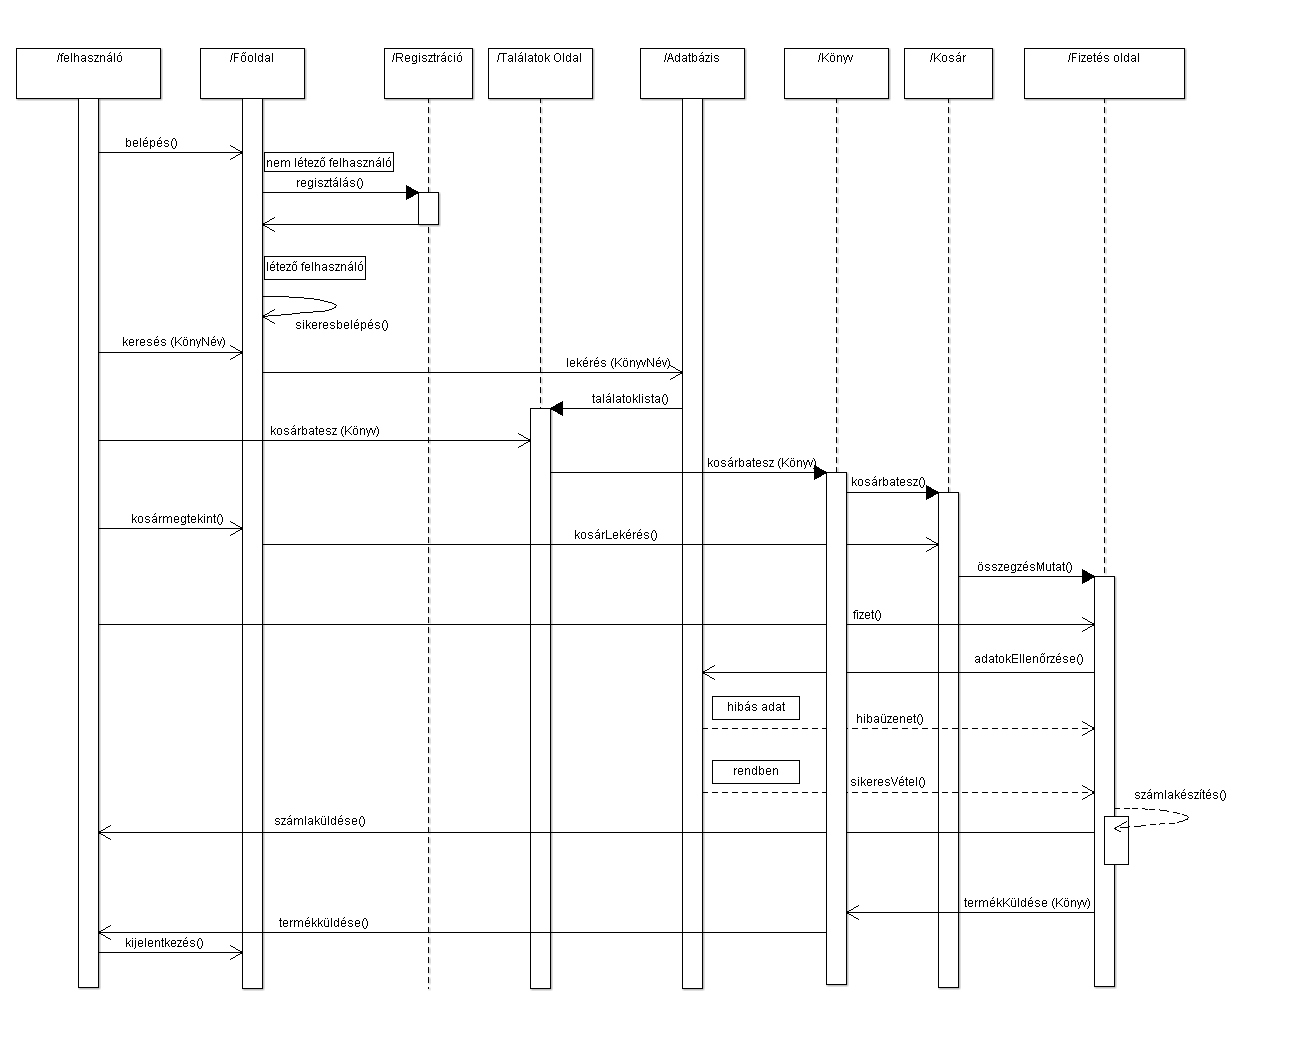 /felhasználó
/Főoldal
/Regisztráció
/Találatok Oldal
/Adatbázis
/Könyv
/Kosár
/Fizetés oldal
belépés()
nem létező felhasználó
regisztálás()
létező felhasználó
sikeresbelépés()
keresés (KönyNév)
lekérés (KönyvNév)
találatoklista()
kosárbatesz (Könyv)
kosárbatesz (Könyv)
kosárbatesz()
kosármegtekint()
kosárLekérés()
összegzésMutat()
fizet()
adatokEllenőrzése()
hibás adat
hibaüzenet()
rendben
sikeresVétel()
számlakészítés()
számlaküldése()
termékKüldése (Könyv)
termékküldése()
kijelentkezés()